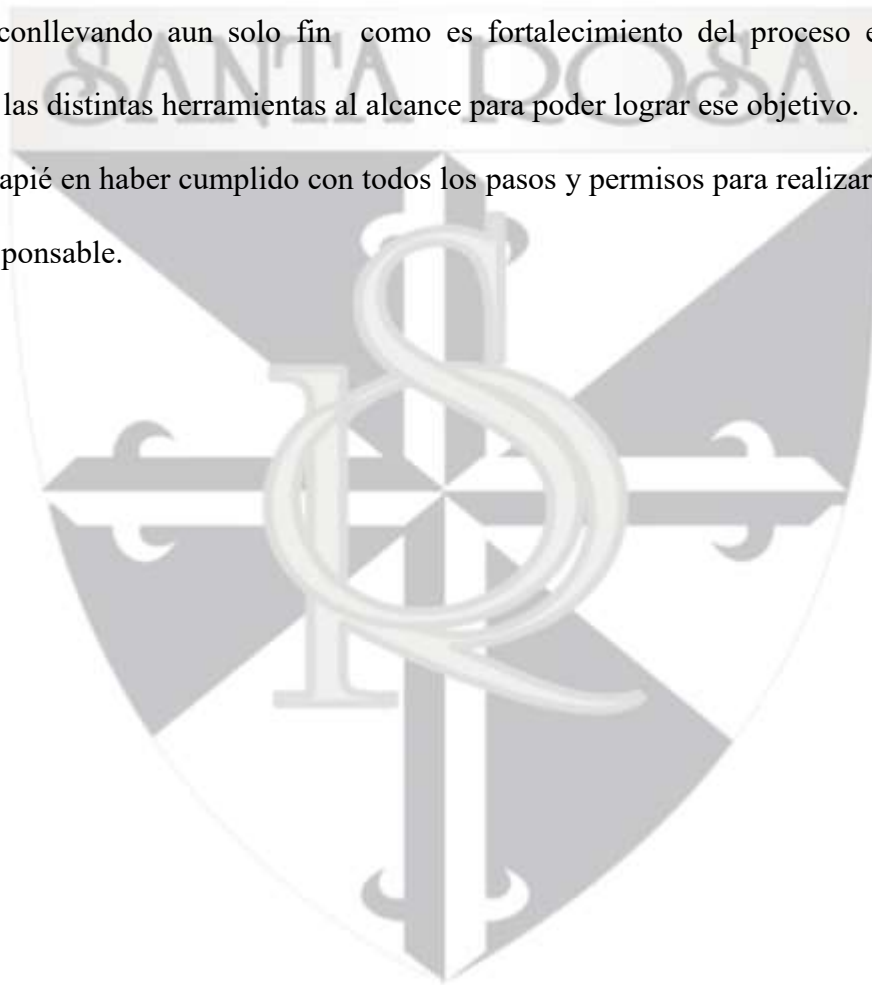 conllevando aun solo fin como es fortalecimiento del proceso e
SANTA ROSA
las distintas herramientas al alcance para poder lograr ese objetivo.
apié en haber cumplido con todos los pasos y permisos para realizar
ponsable.
SR